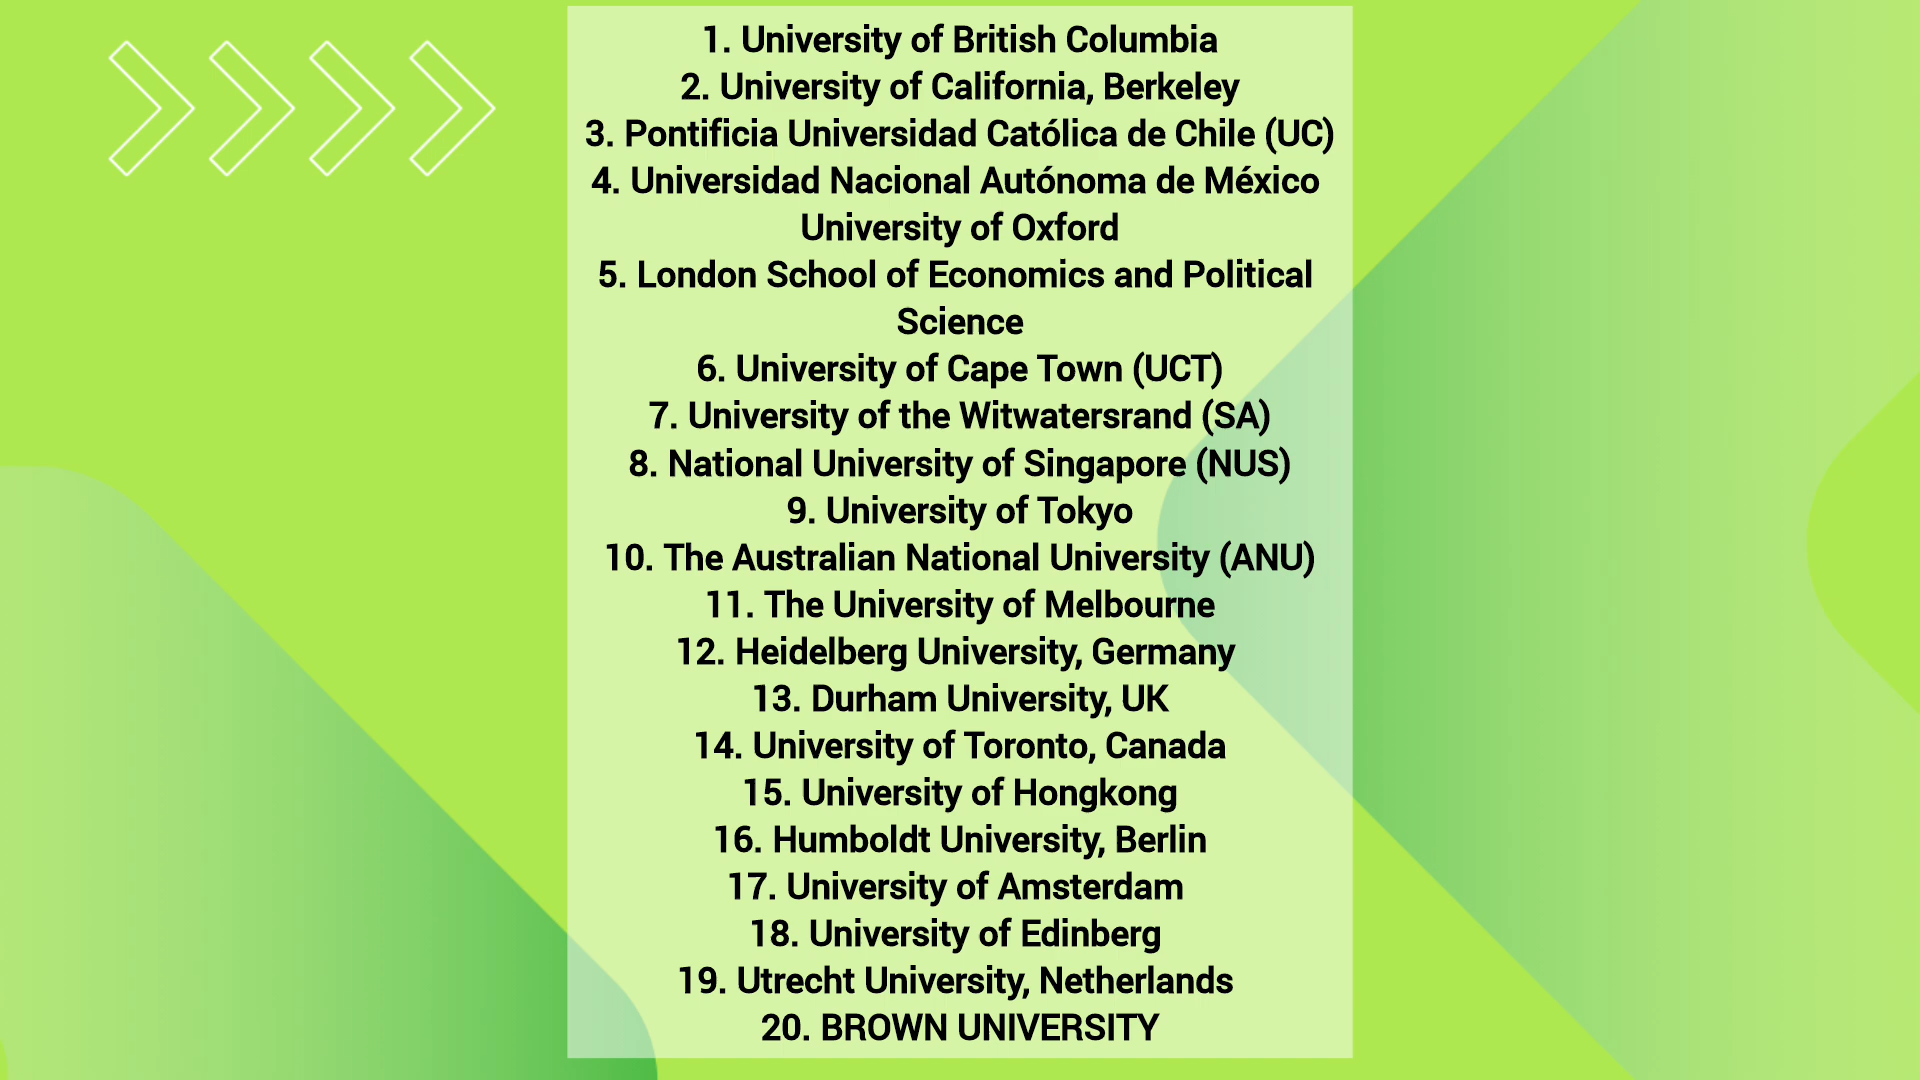 1. University of British Columbia
2. University of California, Berkeley
3. Pontificia Universidad Católica de Chile (UC)
4. Universidad Nacional Autónoma de México
University of Oxford
5. London School of Economics and Political
Science
6. University of Cape Town (UCT)
7. University of the Witwatersrand (SA)
8. National University of Singapore (NUS)
9. University of Tokyo
10. The Australian National University (ANU)
11. The University of Melbourne
12. Heidelberg University, Germany
13. Durham University, UK
14. University of Toronto, Canada
15. University of Hongkong
16. Humboldt University, Berlin
17. University of Amsterdam
18. University of Edinberg
19. Utrecht University, Netherlands
20. BROWN UNIVERSITY